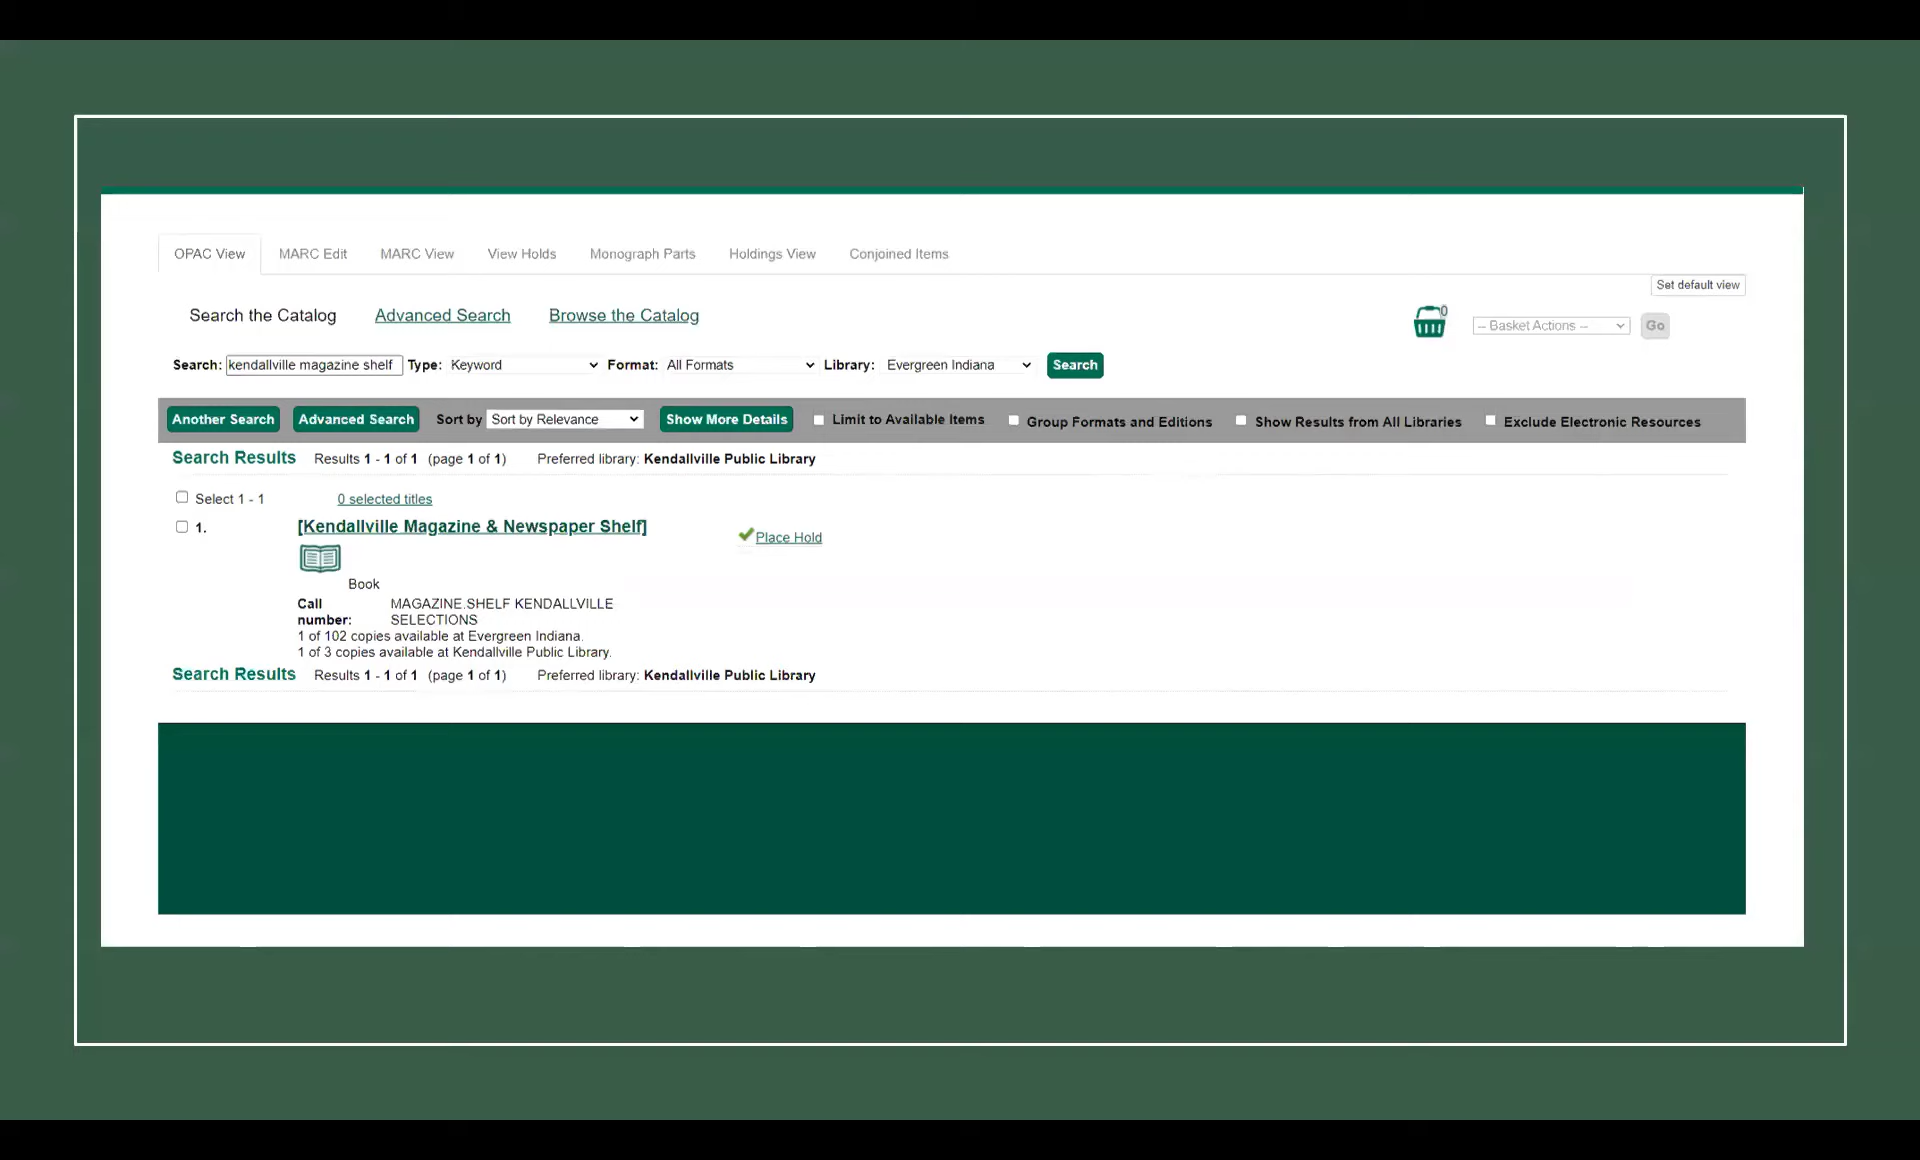 OPAC View MARC Edit MARC View View Holds Monograph Parts Holdings View Conjoined Items
Set default view
Search the Catalog Advanced Search Browse the Catalog
0
-- Basket Actions -- Go
Search: kendallville magazine shelf Type: Keyword Format: All Formats Library: Evergreen Indiana Search
Another Search Advanced Search Sort by Sort by Relevance Show More Details Limit to Available Items Group Formats and Editions Show Results from All Libraries Exclude Electronic Resources
Search Results Results 1 - 1 of 1 (page 1 of 1) Preferred library: Kendallville Public Library
Select 1 - 1 0 selected titles
1. [Kendallville Magazine & Newspaper Shelf] Place Hold
Book
Call MAGAZINE.SHELF KENDALLVILLE
number: SELECTIONS
1 of 102 copies available at Evergreen Indiana.
1 of 3 copies available at Kendallville Public Library.
Search Results Results 1 - 1 of 1 (page 1 of 1) Preferred library: Kendallville Public Library